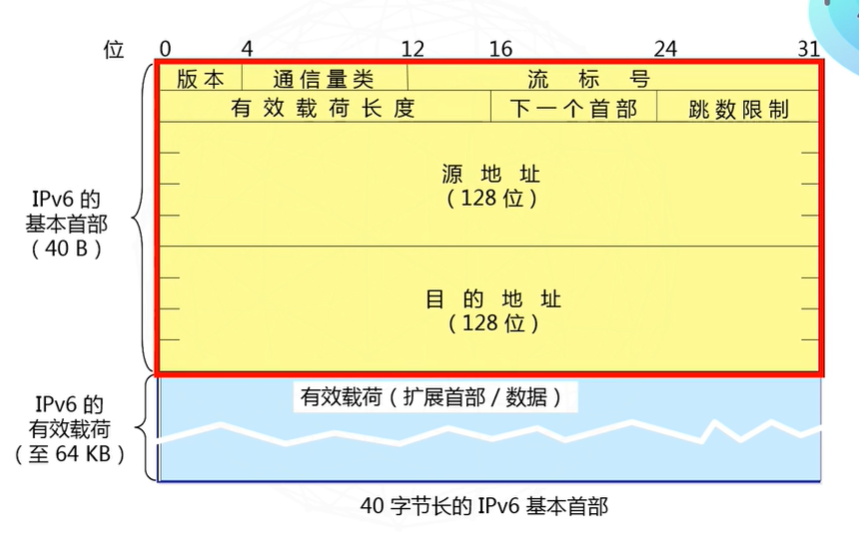 位 0 4 12 16 24 31
版本 通信量类 流标号
有效载荷长度 下一个首部 跳数限制
源地址
（128 位）
IPv6 的
基本首部
（40 B）
目的地址
（128 位）
有效载荷（扩展首部 / 数据）
IPv6 的
有效载荷
（至 64 KB）
40 字节长的 IPv6 基本首部